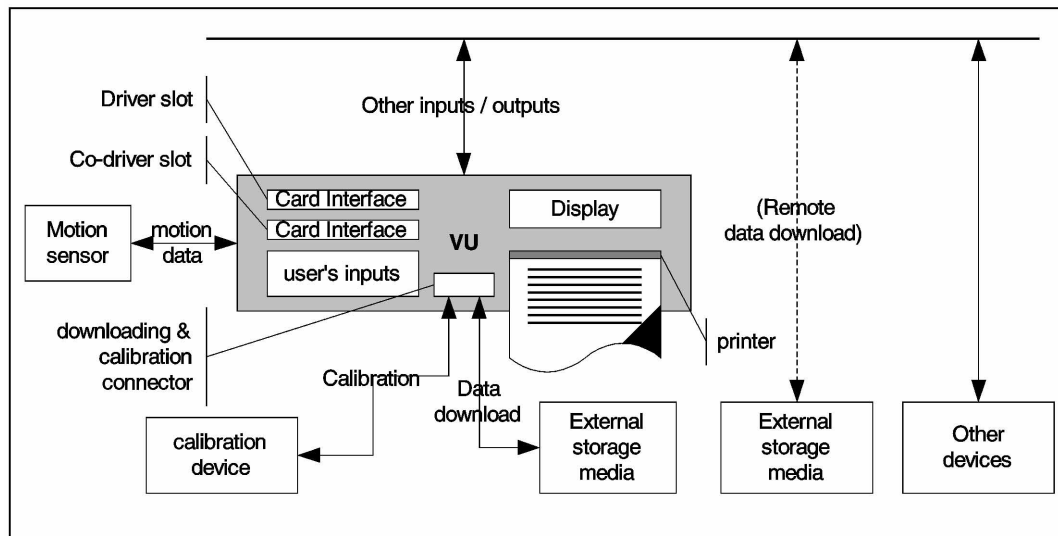 Driver slot
Other inputs / outputs
Co-driver slot
Card Interface
Card Interface
VU
Display
user's inputs
Motion
sensor
motion
data
(Remote
data download)
downloading &
calibration
connector
printer
Calibration
Data
download
calibration
device
External
storage
media
External
storage
media
Other
devices